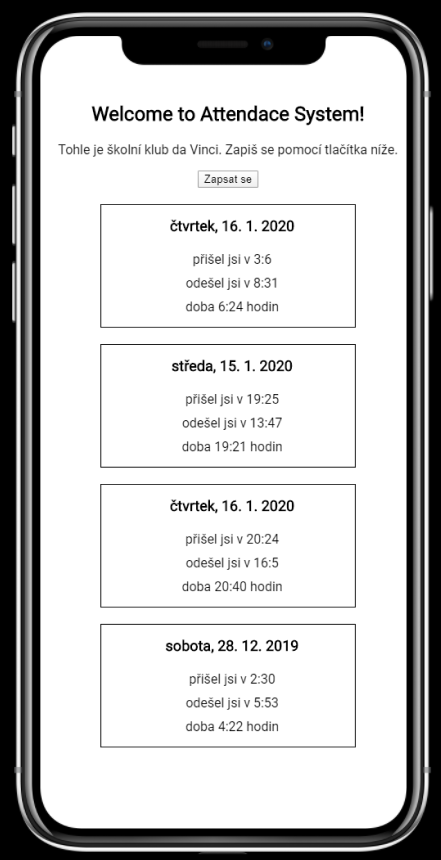 Welcome to Attendace System!
Tohle je školní klub da Vinci. Zapiš se pomocí tlačítka níže.
Zapsat se
čtvrtek, 16. 1. 2020
přišel jsi v 3:6
odešel jsi v 8:31
doba 6:24 hodin
středa, 15. 1. 2020
přišel jsi v 19:25
odešel jsi v 13:47
doba 19:21 hodin
čtvrtek, 16. 1. 2020
přišel jsi v 20:24
odešel jsi v 16:5
doba 20:40 hodin
sobota, 28. 12. 2019
přišel jsi v 2:30
odešel jsi v 5:53
doba 4:22 hodin